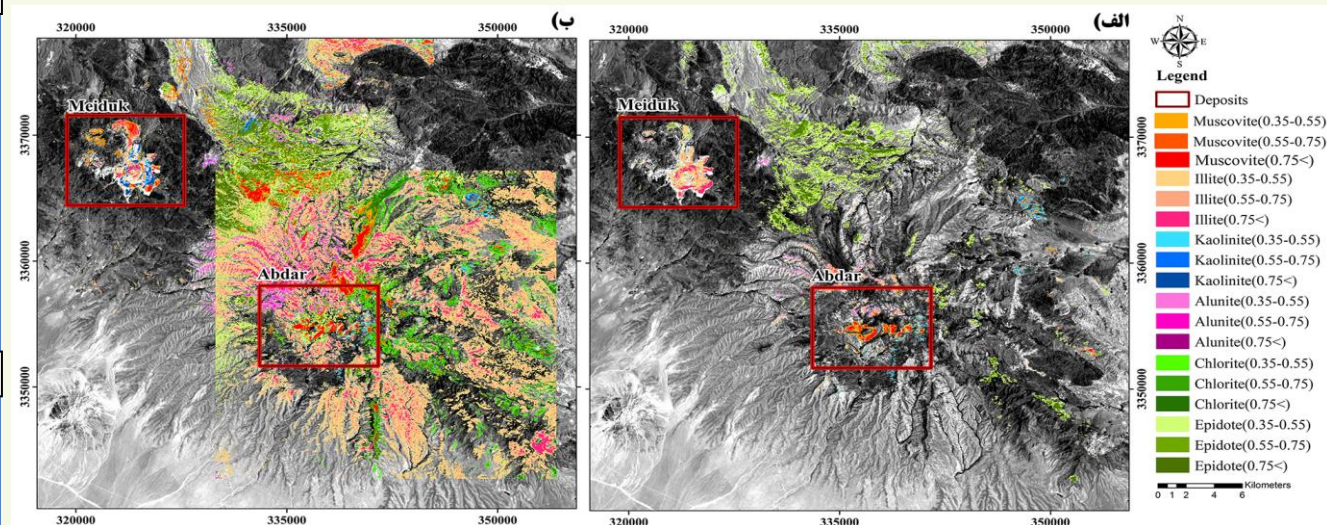 ب)
320000
335000
350000
3370000
3360000
3350000
Meiduk
Abdar
320000
335000
350000
الف)
320000
335000
350000
3370000
3360000
3350000
Meiduk
Abdar
320000
335000
350000
N
W
E
S
Legend
Deposits
Muscovite(0.35-0.55)
Muscovite(0.55-0.75)
Muscovite(0.75<)
Illite(0.35-0.55)
Illite(0.55-0.75)
Illite(0.75<)
Kaolinite(0.35-0.55)
Kaolinite(0.55-0.75)
Kaolinite(0.75<)
Alunite(0.35-0.55)
Alunite(0.55-0.75)
Alunite(0.75<)
Chlorite(0.35-0.55)
Chlorite(0.55-0.75)
Chlorite(0.75<)
Epidote(0.35-0.55)
Epidote(0.55-0.75)
Epidote(0.75<)
Kilometers
0 1 2 4 6